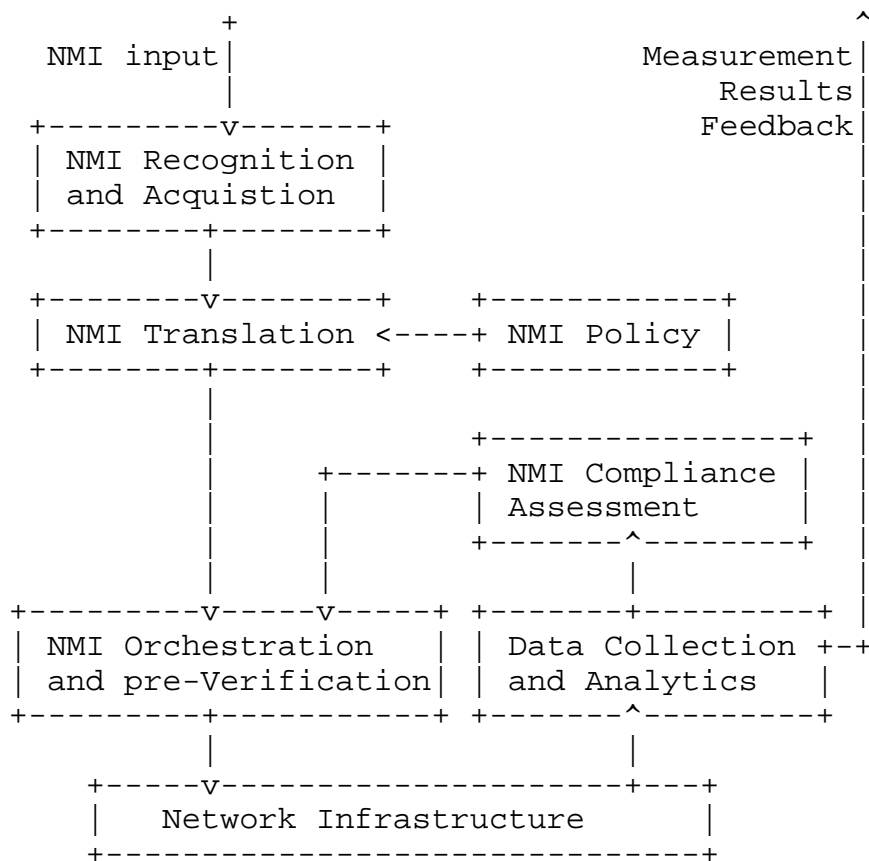 NMI input
Measurement
Results
Feedback
NMI Recognition
and Acquistion
NMI Translation
NMI Policy
NMI Compliance
Assessment
NMI Orchestration
and pre-Verification
Data Collection
and Analytics
Network Infrastructure